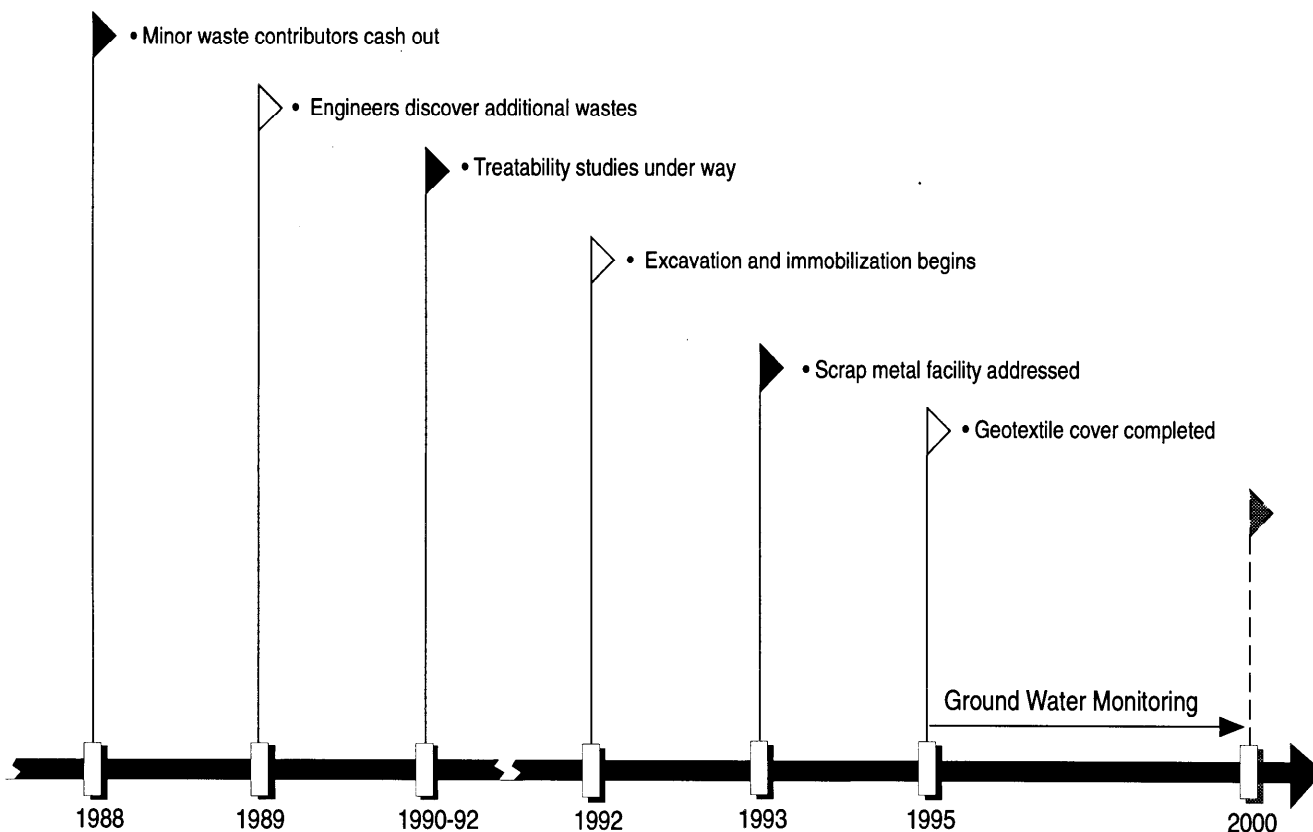 • Minor waste contributors cash out
• Engineers discover additional wastes
• Treatability studies under way
• Excavation and immobilization begins
• Scrap metal facility addressed
• Geotextile cover completed
Ground Water Monitoring
1988 1989 1990-92 1992 1993 1995 2000